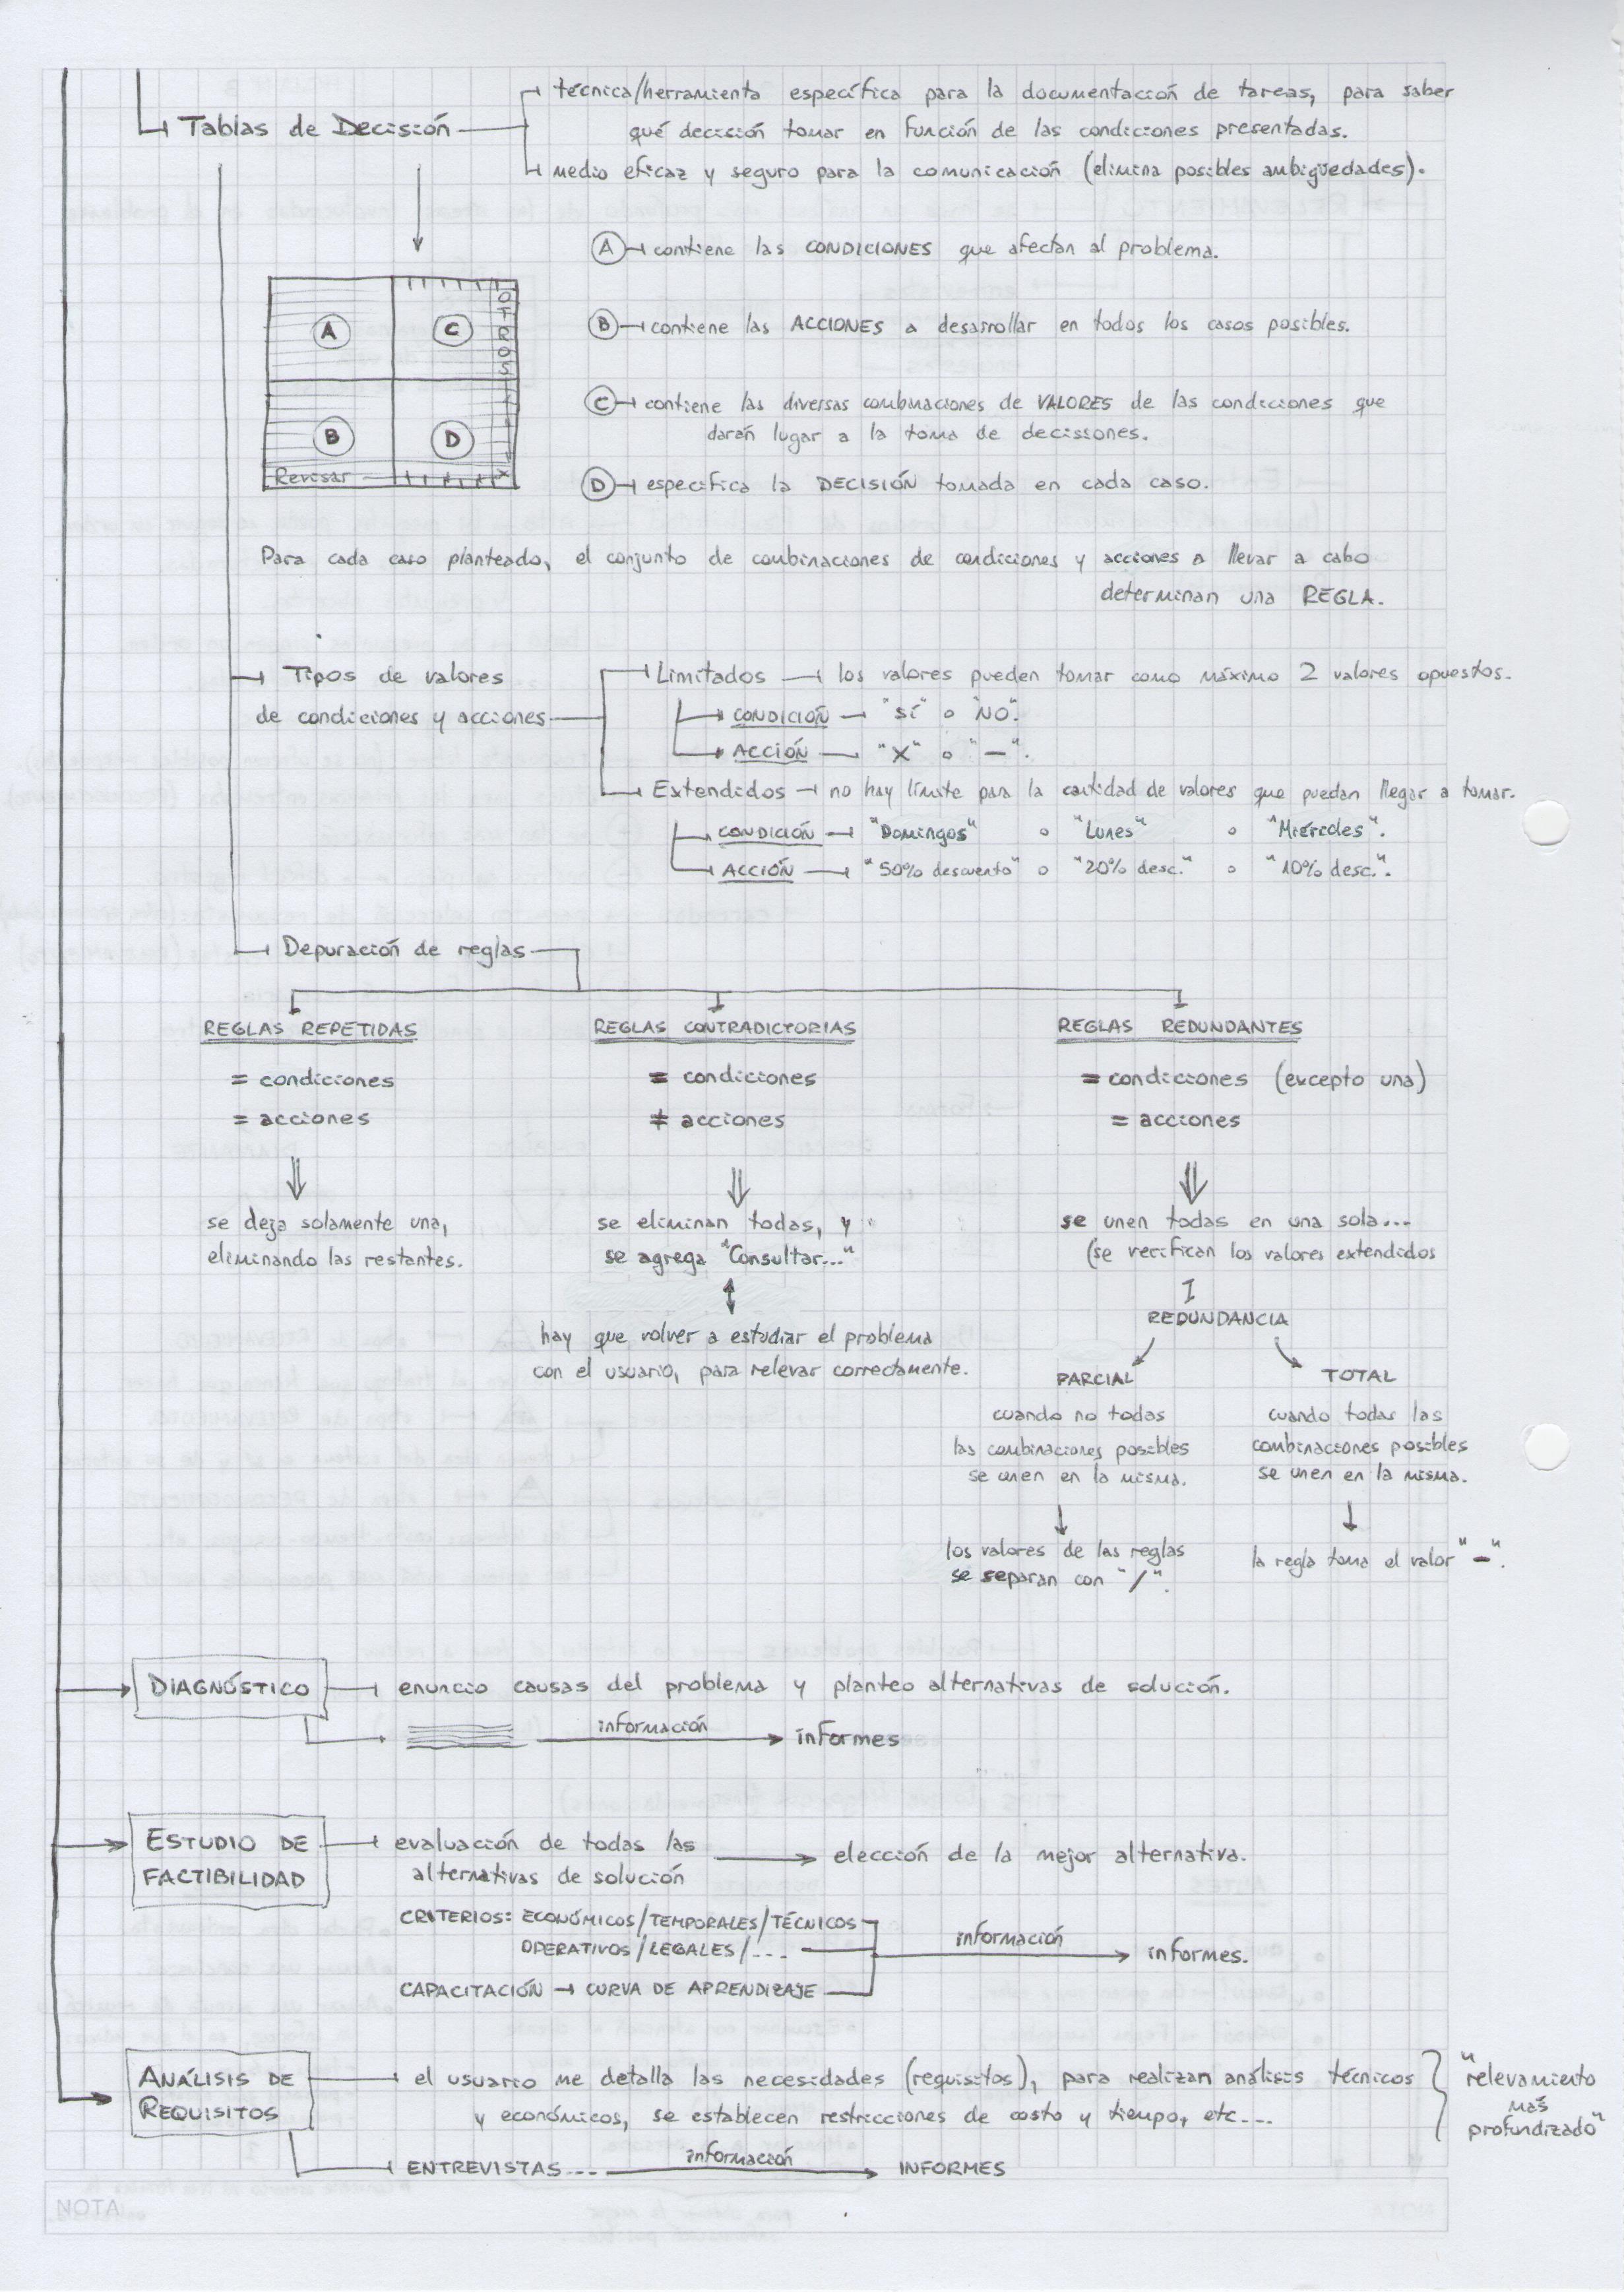 Tablas de Decisión
técnica/herramienta específica para la documentación de tareas, para saber
qué decisión tomar en función de las condiciones presentadas.
medio eficaz y seguro para la comunicación (elimina posibles ambigüedades).
A contiene las CONDICIONES que afectan al problema.
B contiene las ACCIONES a desarrollar en todos los casos posibles.
C contiene las diversas combinaciones de VALORES de las condiciones que
darán lugar a la toma de decisiones.
D especifica la DECISIÓN tomada en cada caso.
A
C
OTROS
B
D
Revisar
X
Para cada caso planteado, el conjunto de combinaciones de condiciones y acciones a llevar a cabo
determinan una REGLA.
Tipos de valores
de condiciones y acciones
Limitados los valores pueden tomar como máximo 2 valores opuestos.
CONDICIÓN "SÍ" o "NO".
ACCIÓN "X" o "—".
Extendidos no hay límite para la cantidad de valores que puedan llegar a tomar.
CONDICIÓN "Domingos" o "Lunes" o "Miércoles".
ACCIÓN "50% descuento" o "20% desc." o "10% desc.".
Depuración de reglas
REGLAS REPETIDAS
= condiciones
= acciones
se deja solamente una,
eliminando las restantes.
REGLAS CONTRADICTORIAS
= condiciones
≠ acciones
se eliminan todas, y
se agrega "Consultar..."
hay que volver a estudiar el problema
con el usuario, para relevar correctamente.
REGLAS REDUNDANTES
= condiciones (excepto una)
= acciones
se unen todas en una sola...
(se verifican los valores extendidos
REDUNDANCIA
PARCIAL
cuando no todas
las combinaciones posibles
se unen en la misma.
los valores de las reglas
se separan con "/".
TOTAL
cuando todas las
combinaciones posibles
se unen en la misma.
la regla toma el valor "—".
DIAGNÓSTICO
enuncio causas del problema y planteo alternativas de solución.
información
informes
ESTUDIO DE
FACTIBILIDAD
evaluación de todas las
alternativas de solución
elección de la mejor alternativa.
CRITERIOS: ECONÓMICOS/TEMPORALES/TÉCNICOS
OPERATIVOS/LEGALES/...
CAPACITACIÓN → CURVA DE APRENDIZAJE
información
informes.
ANÁLISIS DE
REQUISITOS
el usuario me detalla las necesidades (requisitos), para realizan análisis técnicos
y económicos, se establecen restricciones de costo y tiempo, etc...
"relevamiento
más
profundizado"
ENTREVISTAS...
información
INFORMES